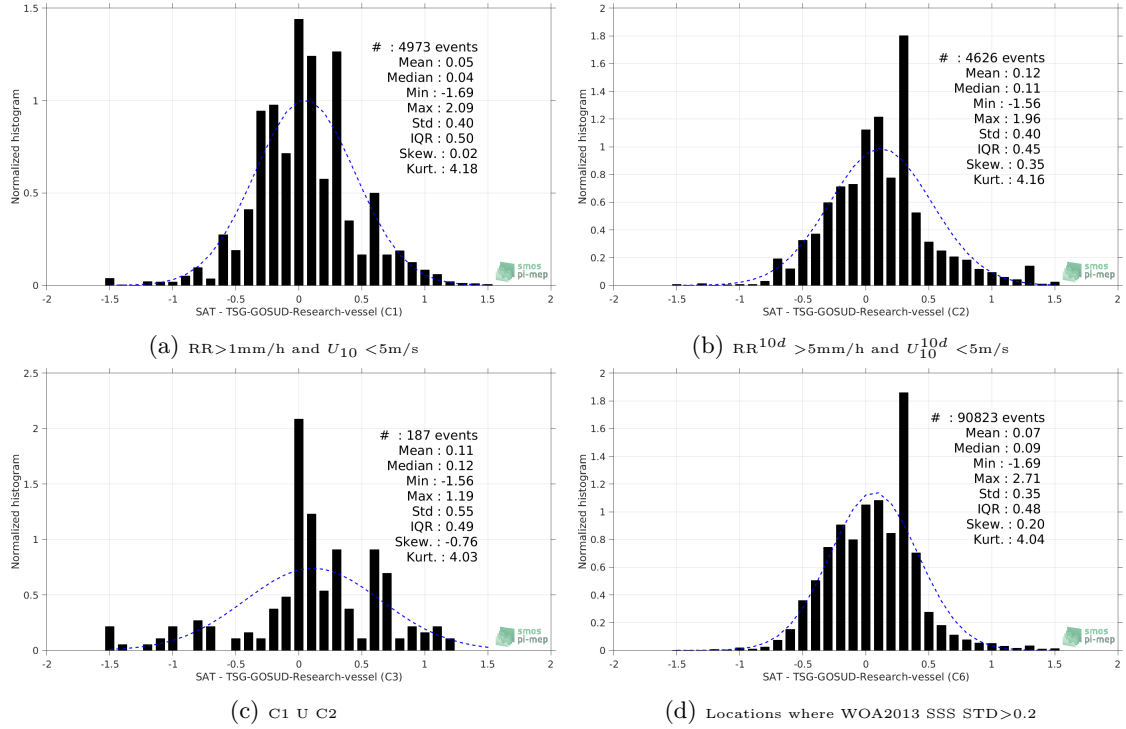 1.5
1
0.5
0
-2
-1.5
-1
-0.5
0
0.5
1
1.5
2
Normalized histogram
SAT - TSG-GOSUD-Research-vessel (C1)
# : 4973 events
Mean : 0.05
Median : 0.04
Min : -1.69
Max : 2.09
Std : 0.40
IQR : 0.50
Skew. : 0.02
Kurt. : 4.18
smos
pi-mep
(a) RR>1mm/h and U10 <5m/s
2
1.8
1.6
1.4
1.2
1
0.8
0.6
0.4
0.2
0
-2
-1.5
-1
-0.5
0
0.5
1
1.5
2
Normalized histogram
SAT - TSG-GOSUD-Research-vessel (C2)
# : 4626 events
Mean : 0.12
Median : 0.11
Min : -1.56
Max : 1.96
Std : 0.40
IQR : 0.45
Skew. : 0.35
Kurt. : 4.16
smos
pi-mep
(b) RR^10d >5mm/h and U10^10d <5m/s
2.5
2
1.5
1
0.5
0
-2
-1.5
-1
-0.5
0
0.5
1
1.5
2
Normalized histogram
SAT - TSG-GOSUD-Research-vessel (C3)
# : 187 events
Mean : 0.11
Median : 0.12
Min : -1.56
Max : 1.19
Std : 0.55
IQR : 0.49
Skew. : -0.76
Kurt. : 4.03
smos
pi-mep
(c) C1 U C2
2
1.8
1.6
1.4
1.2
1
0.8
0.6
0.4
0.2
0
-2
-1.5
-1
-0.5
0
0.5
1
1.5
2
Normalized histogram
SAT - TSG-GOSUD-Research-vessel (C6)
# : 90823 events
Mean : 0.07
Median : 0.09
Min : -1.69
Max : 2.71
Std : 0.35
IQR : 0.48
Skew. : 0.20
Kurt. : 4.04
smos
pi-mep
(d) Locations where WOA2013 SSS STD>0.2